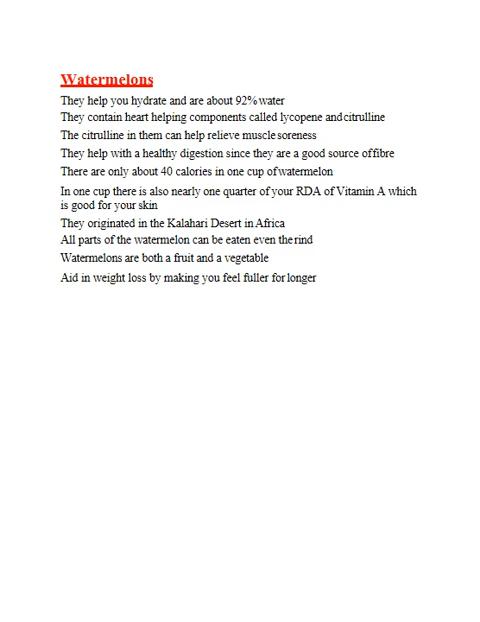 Watermelons
They help you hydrate and are about 92% water
They contain heart helping components called lycopene and citrulline
The citrulline in them can help relieve muscle soreness
They help with a healthy digestion since they are a good source of fibre
There are only about 40 calories in one cup of watermelon
In one cup there is also nearly one quarter of your RDA of Vitamin A which
is good for your skin
They originated in the Kalahari Desert in Africa
All parts of the watermelon can be eaten even the rind
Watermelons are both a fruit and a vegetable
Aid in weight loss by making you feel fuller for longer